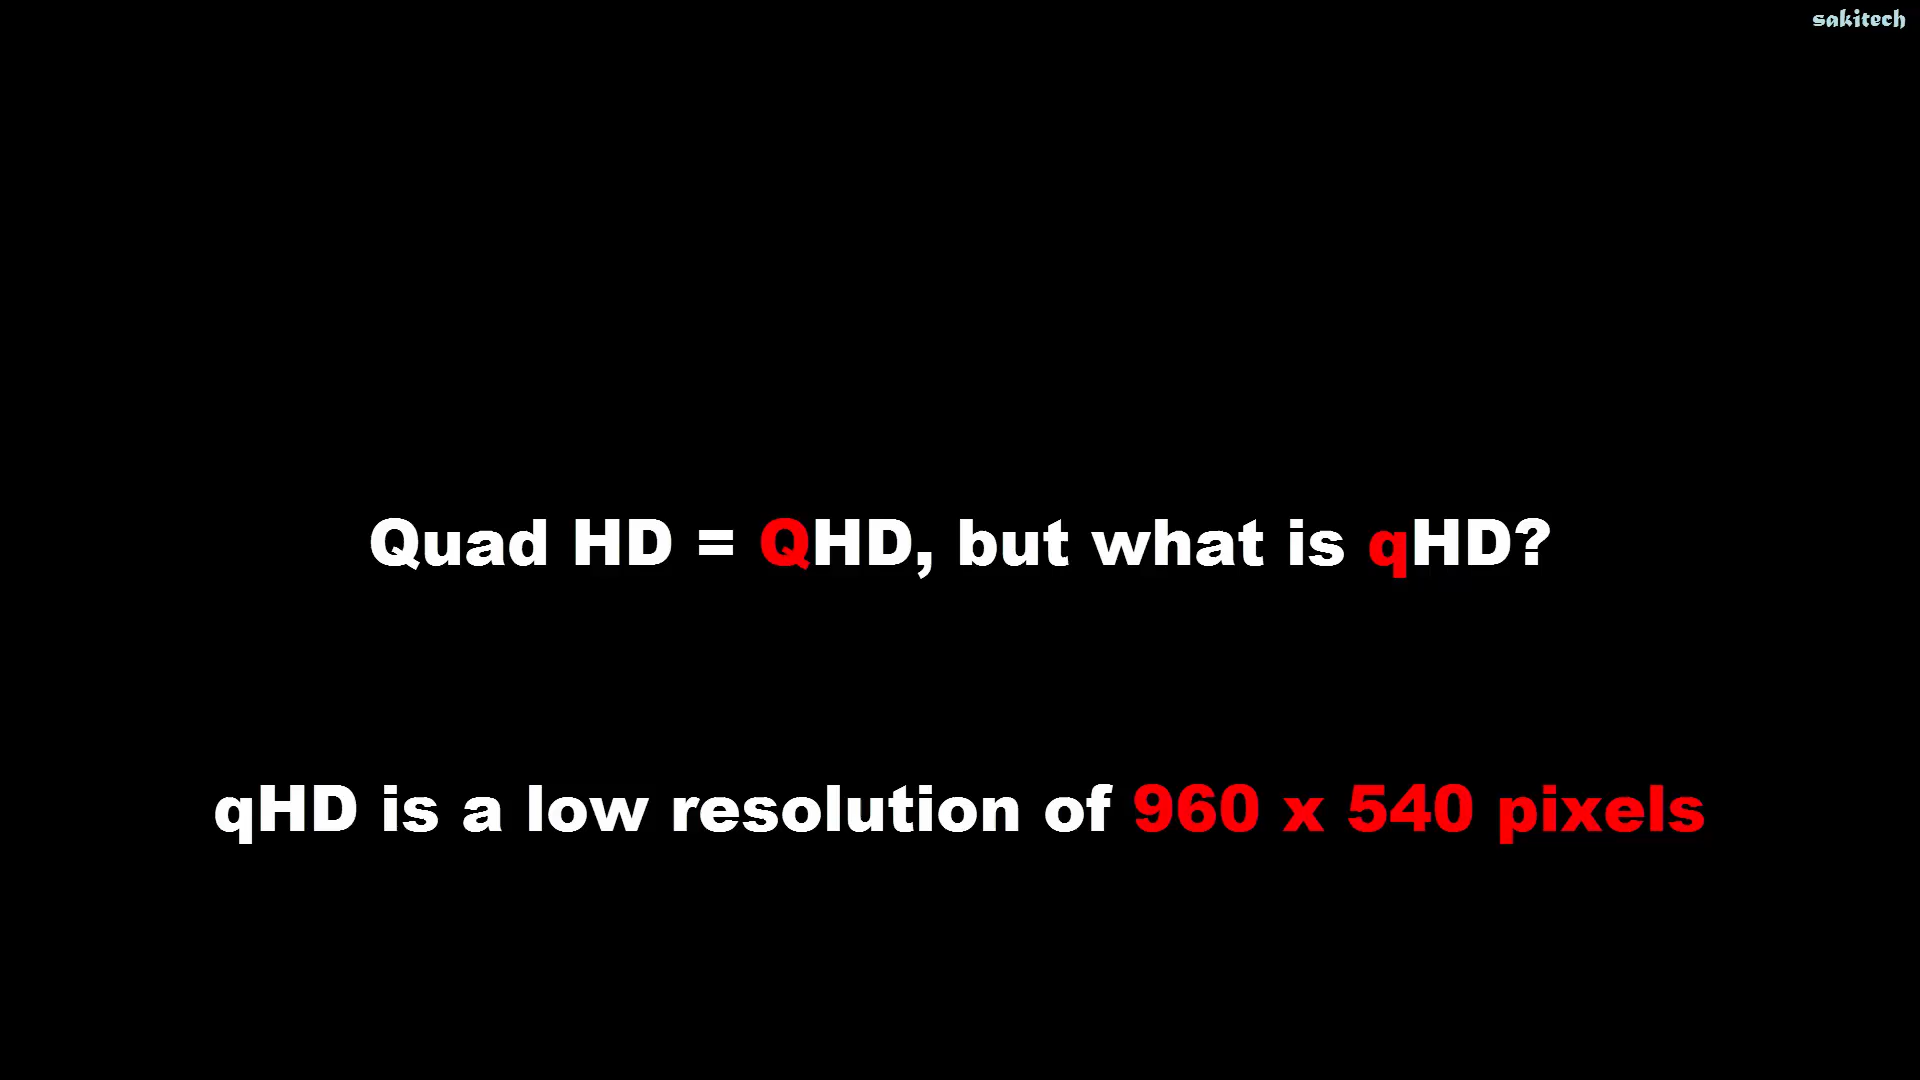 sakitech
Quad HD = QHD, but what is qHD?
qHD is a low resolution of 960 x 540 pixels